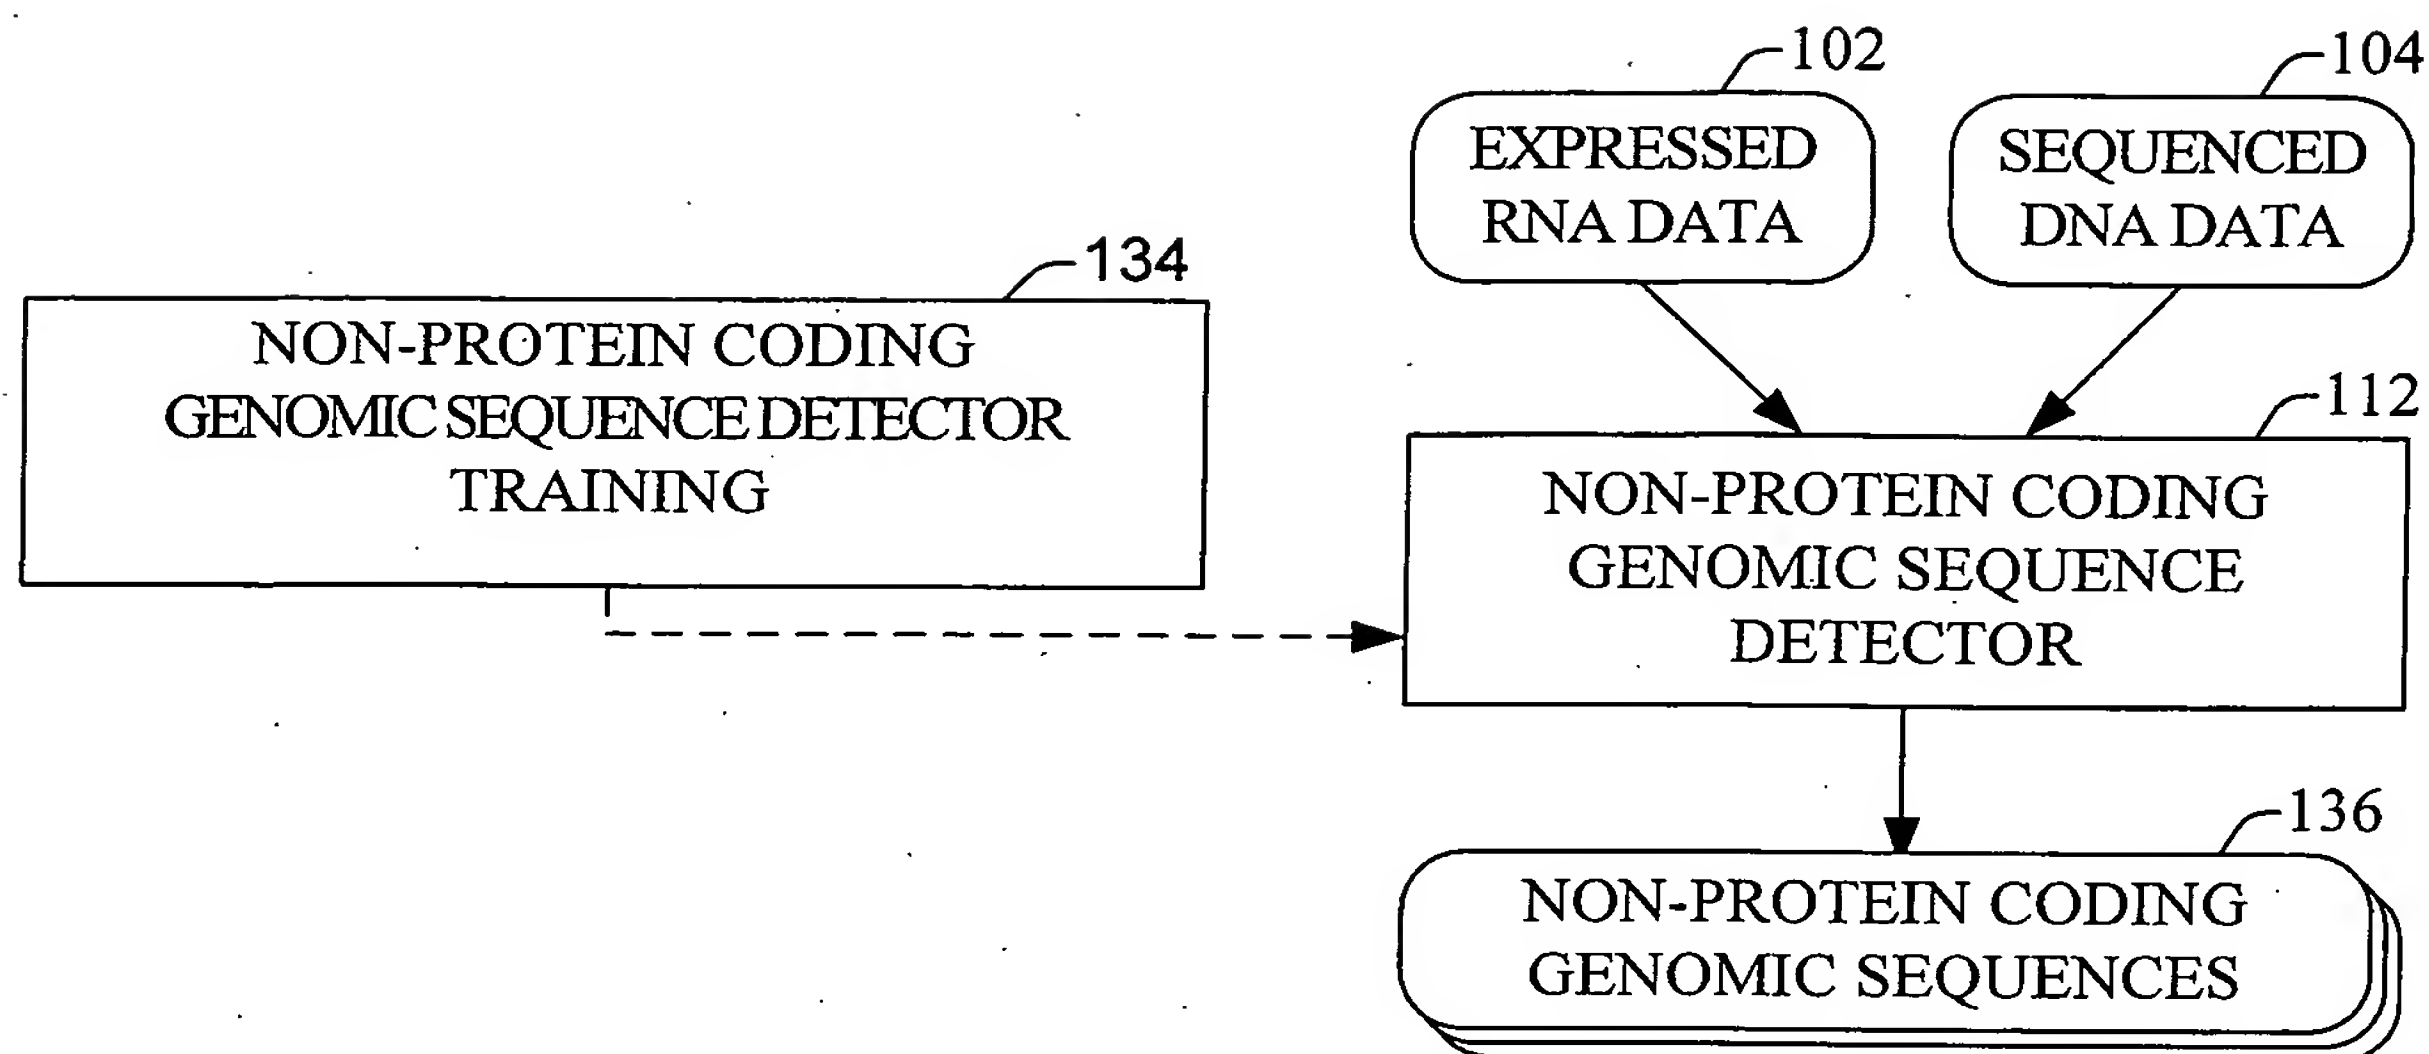 102
104
EXPRESSED
RNA DATA
SEQUENCED
DNA DATA
134
NON-PROTEIN CODING
GENOMIC SEQUENCE DETECTOR
TRAINING
112
NON-PROTEIN CODING
GENOMIC SEQUENCE
DETECTOR
136
NON-PROTEIN CODING
GENOMIC SEQUENCES